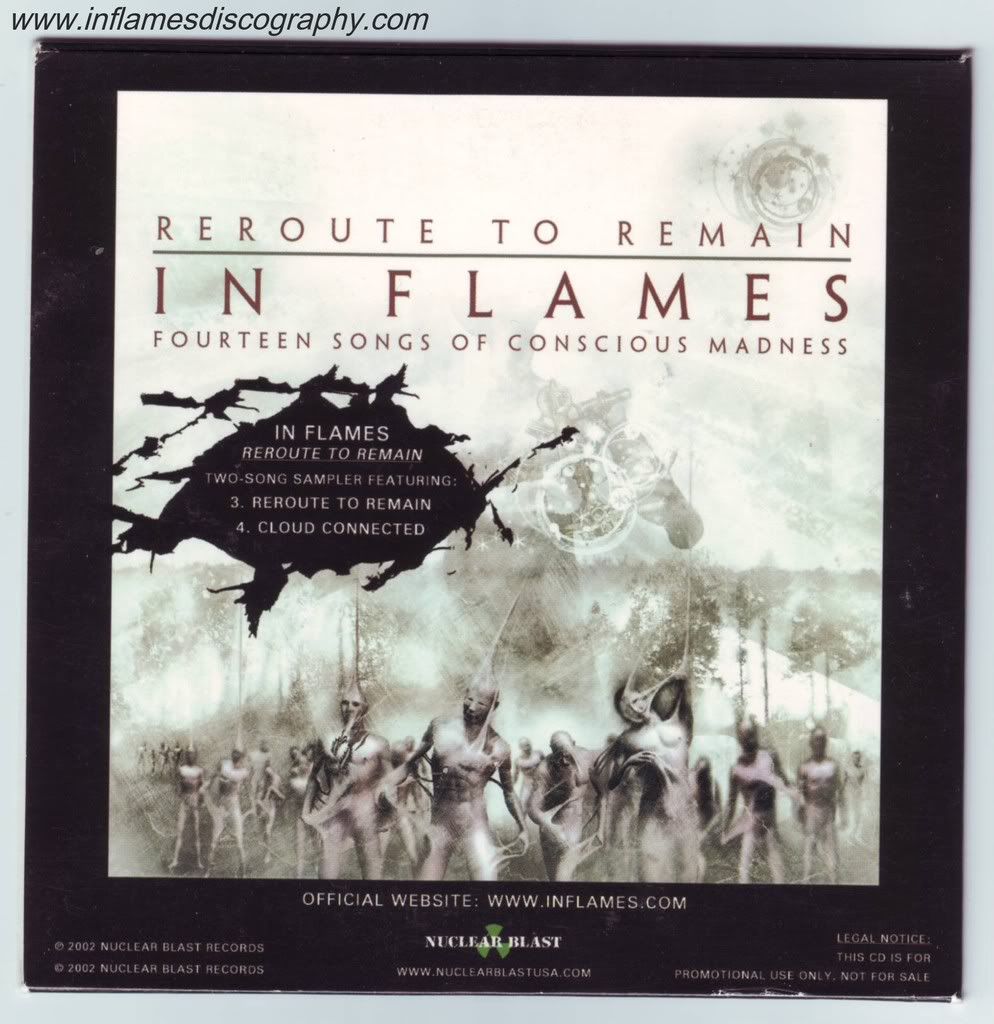 www.inflamesdiscography.com
REROUTE TO REMAIN
IN FLAMES
FOURTEEN SONGS OF CONSCIOUS MADNESS
IN FLAMES
REROUTE TO REMAIN
TWO-SONG SAMPLER FEATURING:
3. REROUTE TO REMAIN
4. CLOUD CONNECTED
OFFICIAL WEBSITE: WWW.INFLAMES.COM
℗ 2002 NUCLEAR BLAST RECORDS
© 2002 NUCLEAR BLAST RECORDS
NUCLEAR BLAST
WWW.NUCLEARBLASTUSA.COM
LEGAL NOTICE:
THIS CD IS FOR
PROMOTIONAL USE ONLY. NOT FOR SALE